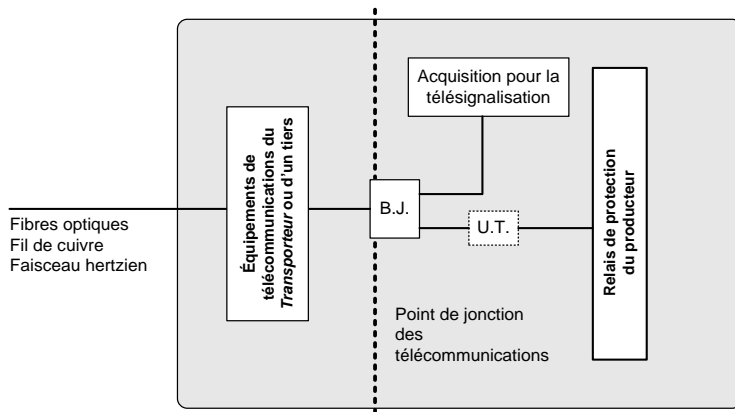 Fibres optiques
Fil de cuivre
Faisceau hertzien
Équipements de
télécommunications du
Transporteur ou d'un tiers
B.J.
Acquisition pour la
télésignalisation
U.T.
Relais de protection
du producteur
Point de jonction
des
télécommunications